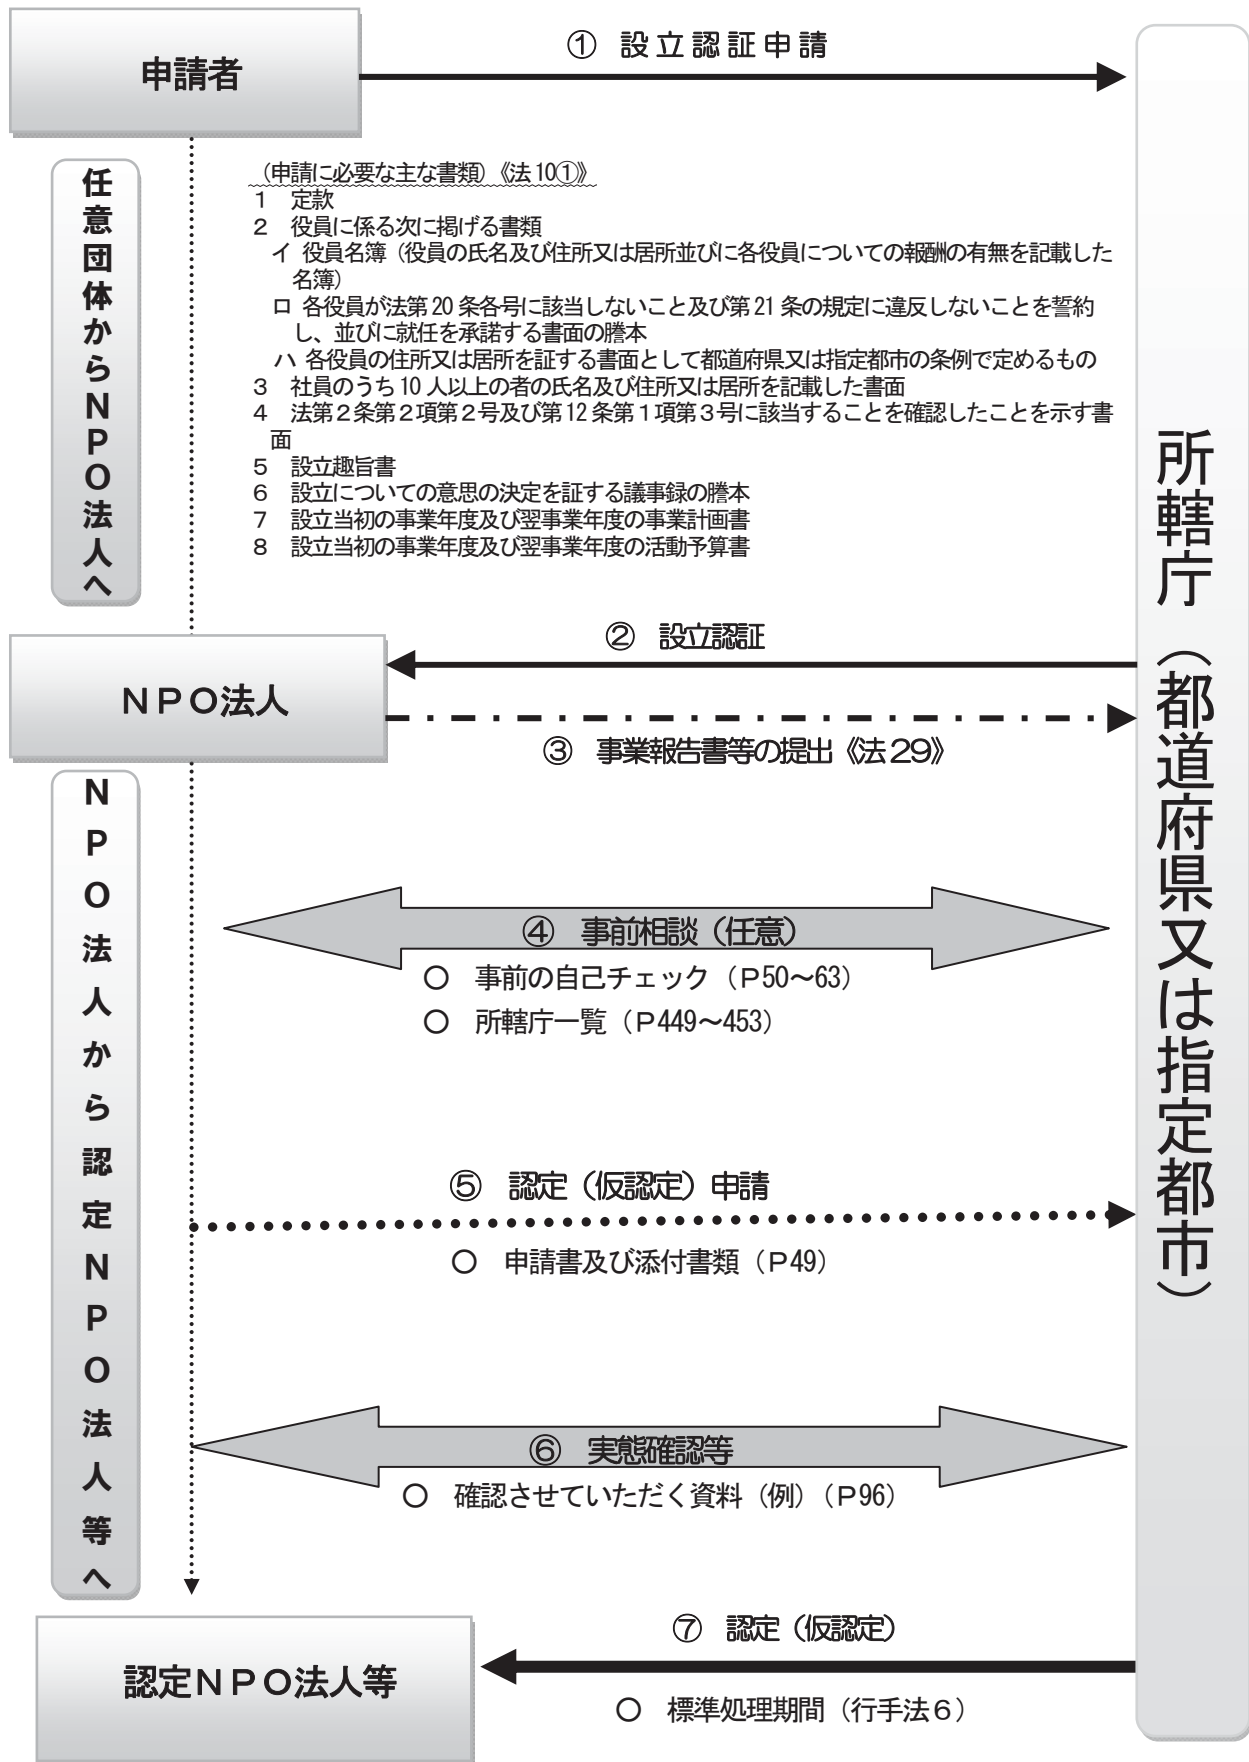 申請者
① 設立認証申請
任意団体からNPO法人へ
(申請に必要な主な書類)《法10①》
1 定款
2 役員に係る次に掲げる書類
イ 役員名簿(役員の氏名及び住所又は居所並びに各役員についての報酬の有無を記載した
名簿)
ロ 各役員が法第20条各号に該当しないこと及び第21条の規定に違反しないことを誓約
し、並びに就任を承諾する書面の謄本
ハ 各役員の住所又は居所を証する書面として都道府県又は指定都市の条例で定めるもの
3 社員のうち10人以上の者の氏名及び住所又は居所を記載した書面
4 法第2条第2項第2号及び第12条第1項第3号に該当することを確認したことを示す書
面
5 設立趣旨書
6 設立についての意思の決定を証する議事録の謄本
7 設立当初の事業年度及び翌事業年度の事業計画書
8 設立当初の事業年度及び翌事業年度の活動予算書
所轄庁(都道府県又は指定都市)
② 設立認証
NPO法人
③ 事業報告書等の提出《法29》
NPO法人から認定NPO法人等へ
④ 事前相談(任意)
○ 事前の自己チェック(P50~63)
○ 所轄庁一覧(P449~453)
⑤ 認定(仮認定)申請
○ 申請書及び添付書類(P49)
⑥ 実態確認等
○ 確認させていただく資料(例)(P96)
⑦ 認定(仮認定)
認定NPO法人等
○ 標準処理期間(行手法6)